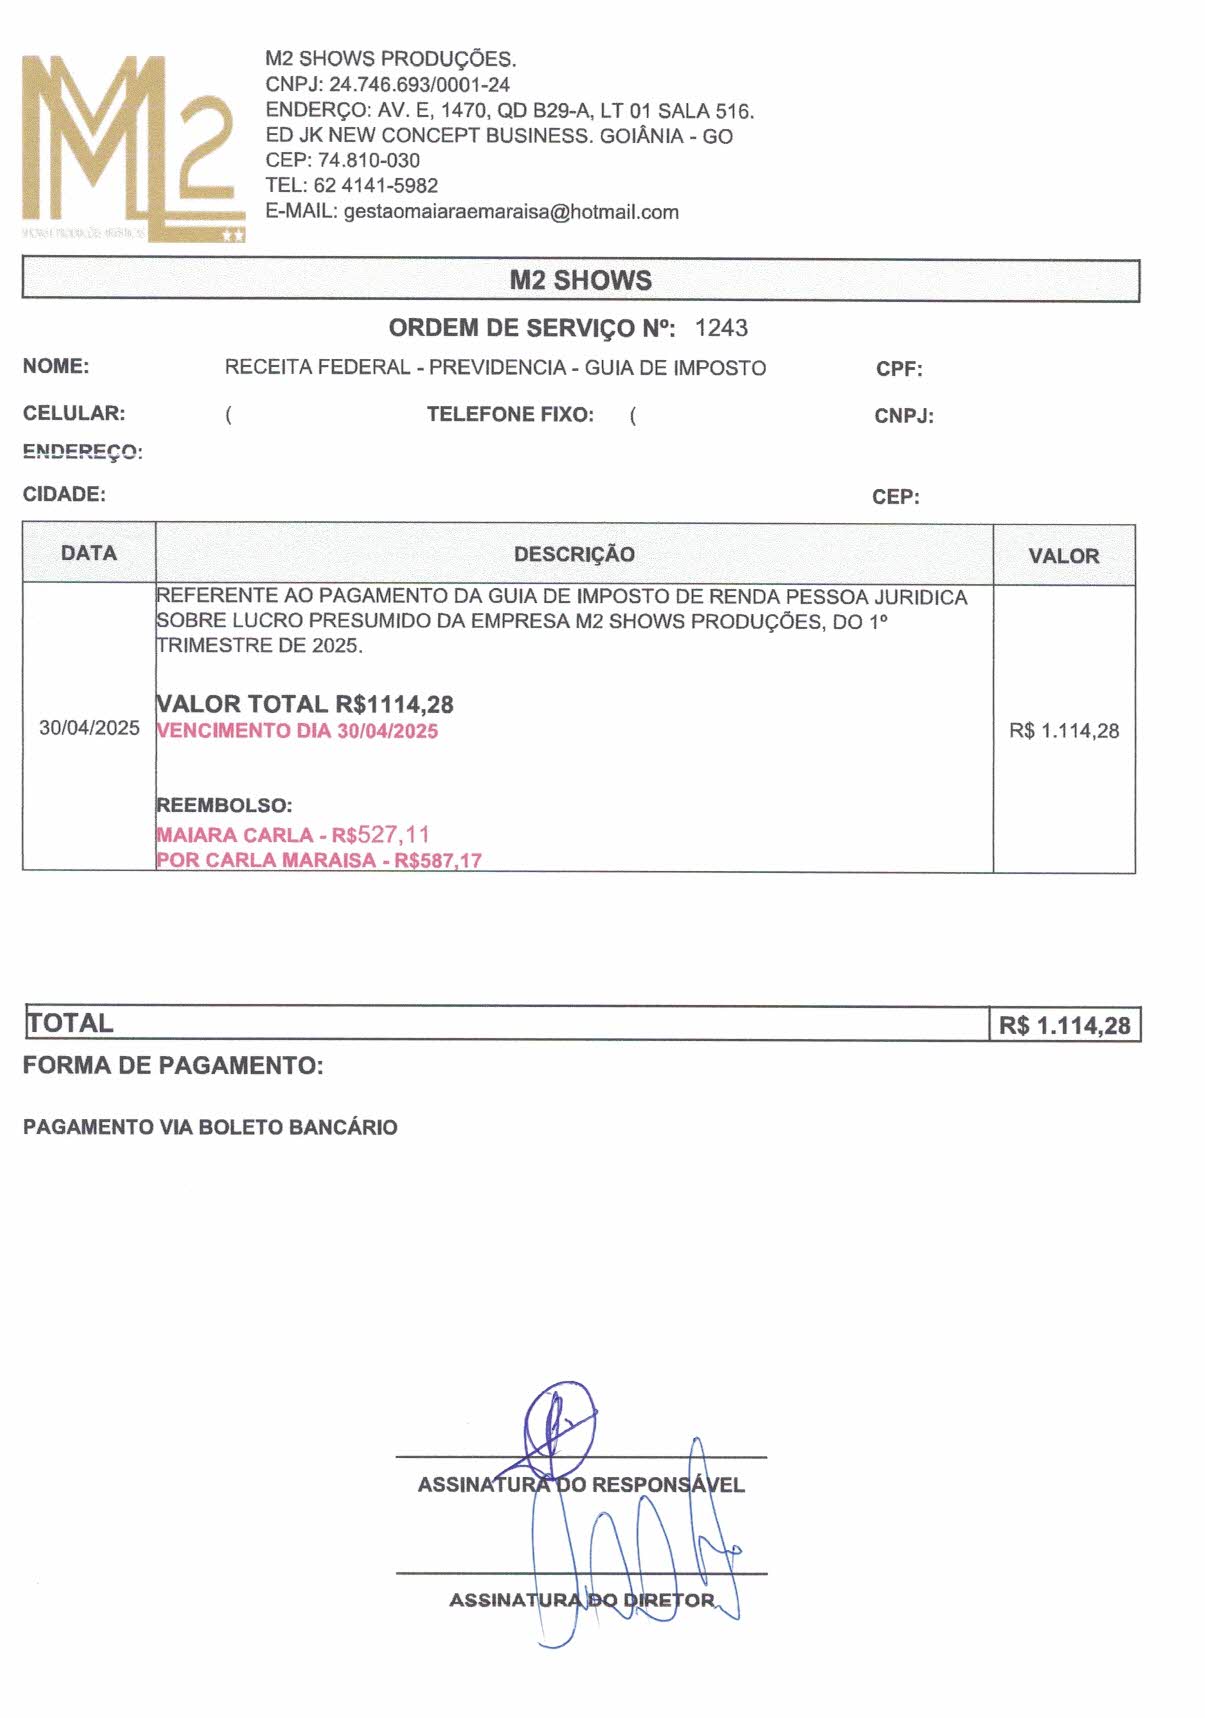 M2 SHOWS PRODUÇÕES.
CNPJ: 24.746.693/0001-24
ENDERÇO: AV. E, 1470, QD B29-A, LT 01 SALA 516.
ED JK NEW CONCEPT BUSINESS. GOIÂNIA - GO
CEP: 74.810-030
TEL: 62 4141-5982
E-MAIL: gestaomaiaraemaraisa@hotmail.com
M2
M2 SHOWS
ORDEM DE SERVIÇO Nº: 1243
NOME: RECEITA FEDERAL - PREVIDENCIA - GUIA DE IMPOSTO CPF:
CELULAR: ( TELEFONE FIXO: ( CNPJ:
ENDEREÇO:
CIDADE: CEP:
DATA DESCRIÇÃO VALOR
REFERENTE AO PAGAMENTO DA GUIA DE IMPOSTO DE RENDA PESSOA JURIDICA
SOBRE LUCRO PRESUMIDO DA EMPRESA M2 SHOWS PRODUÇÕES, DO 1º
TRIMESTRE DE 2025.
VALOR TOTAL R$1114,28
30/04/2025 VENCIMENTO DIA 30/04/2025 R$ 1.114,28
REEMBOLSO:
MAIARA CARLA - R$527,11
POR CARLA MARAISA - R$587,17
TOTAL R$ 1.114,28
FORMA DE PAGAMENTO:
PAGAMENTO VIA BOLETO BANCÁRIO
ASSINATURA DO RESPONSÁVEL
ASSINATURA DO DIRETOR